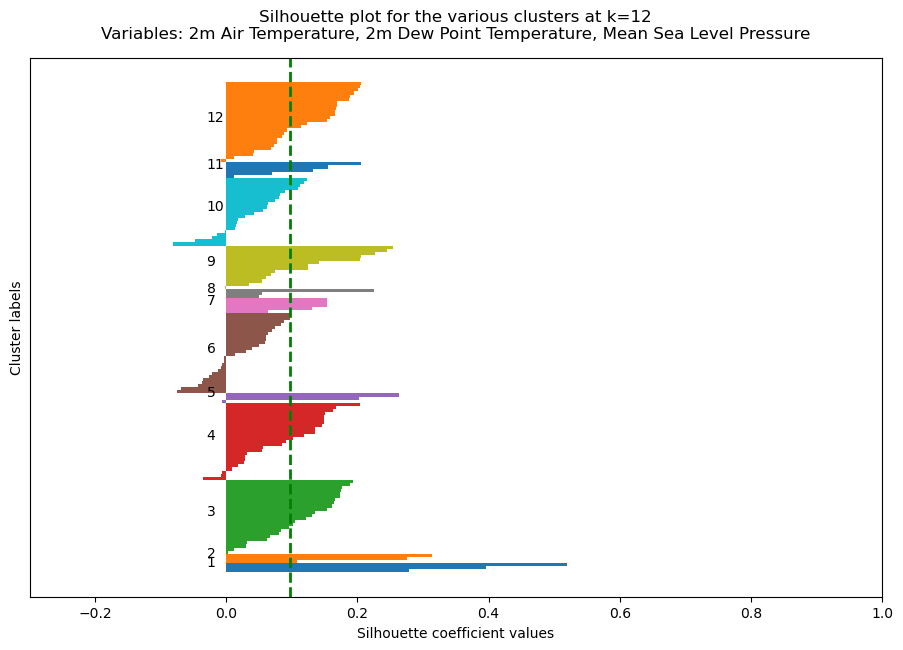 Silhouette plot for the various clusters at k=12
Variables: 2m Air Temperature, 2m Dew Point Temperature, Mean Sea Level Pressure
Cluster labels
12
11
10
9
8
7
6
5
4
3
2
1
−0.2 0.0 0.2 0.4 0.6 0.8 1.0
Silhouette coefficient values